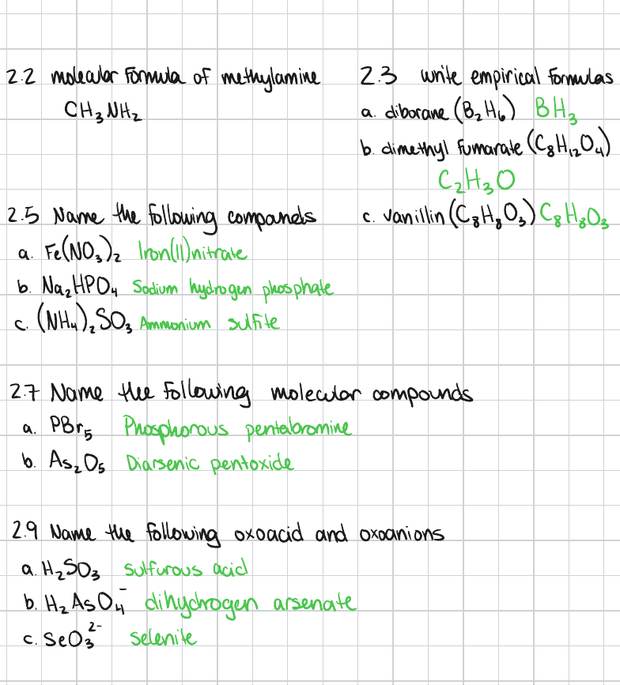 2.2 molecular formula of methylamine
CH₃NH₂
2.3 write empirical formulas
a. diborane (B₂H₆) BH₃
b. dimethyl fumarate (C₈H₁₂O₄)
C₂H₃O
c. vanillin (C₈H₈O₃) C₈H₈O₃
2.5 Name the following compounds
a. Fe(NO₃)₂ Iron(II)nitrate
b. Na₂HPO₄ Sodium hydrogen phosphate
c. (NH₄)₂SO₃ Ammonium sulfite
2.7 Name the following molecular compounds
a. PBr₅ Phosphorous pentabromine
b. As₂O₅ Diarsenic pentoxide
2.9 Name the following oxoacid and oxoanions
a. H₂SO₃ sulfurous acid
b. H₂AsO₄⁻ dihydrogen arsenate
c. SeO₃²⁻ selenite